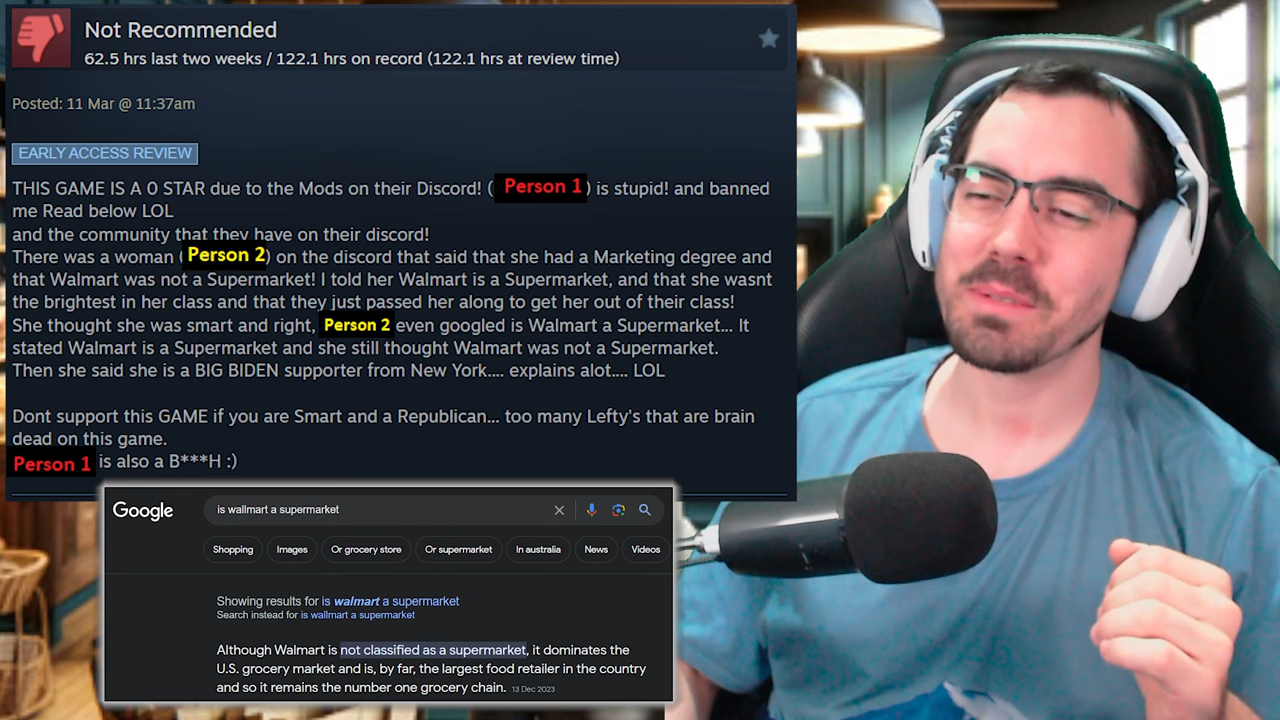 Not Recommended
62.5 hrs last two weeks / 122.1 hrs on record (122.1 hrs at review time)
Posted: 11 Mar @ 11:37am
EARLY ACCESS REVIEW
THIS GAME IS A 0 STAR due to the Mods on their Discord! ( Person 1 ) is stupid! and banned
me Read below LOL
and the community that they have on their discord!
There was a woman ( Person 2 ) on the discord that said that she had a Marketing degree and
that Walmart was not a Supermarket! I told her Walmart is a Supermarket, and that she wasnt
the brightest in her class and that they just passed her along to get her out of their class!
She thought she was smart and right, Person 2 even googled is Walmart a Supermarket... It
stated Walmart is a Supermarket and she still thought Walmart was not a Supermarket.
Then she said she is a BIG BIDEN supporter from New York.... explains alot.... LOL
Dont support this GAME if you are Smart and a Republican... too many Lefty's that are brain
dead on this game.
Person 1 is also a B***H :)
Google
is wallmart a supermarket
Shopping Images Or grocery store Or supermarket In australia News Videos
Showing results for is walmart a supermarket
Search instead for is wallmart a supermarket
Although Walmart is not classified as a supermarket, it dominates the
U.S. grocery market and is, by far, the largest food retailer in the country
and so it remains the number one grocery chain. 13 Dec 2023